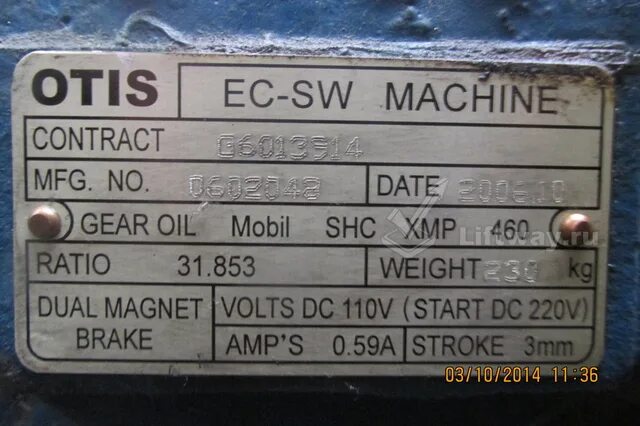 OTIS EC-SW MACHINE
CONTRACT G6013914
MFG. NO. 0602042 DATE
GEAR OIL Mobil SHC XMP 460
Liftway.ru
RATIO 31.853 WEIGHT 230 kg
DUAL MAGNET BRAKE VOLTS DC 110V (START DC 220V)
AMP'S 0.59A STROKE 3mm
03/10/2014 11:36